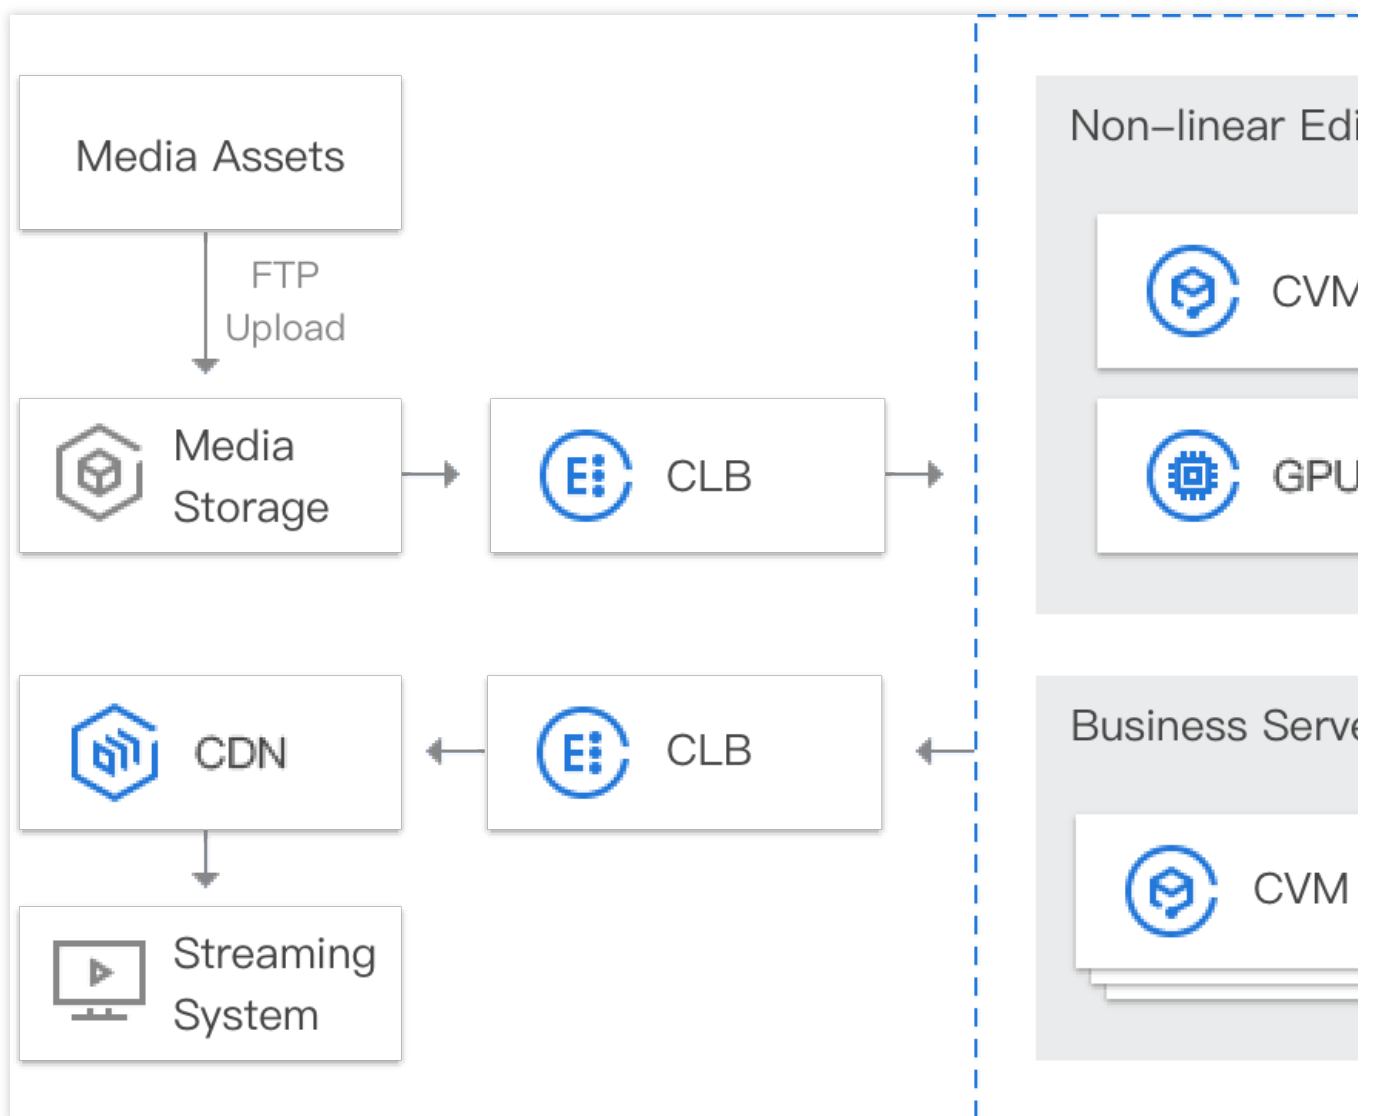 Media Assets
FTP
Upload
Media
Storage
CLB
CDN
CLB
Streaming
System
Non-linear Edi
CVM
GPU
Business Serve
CVM